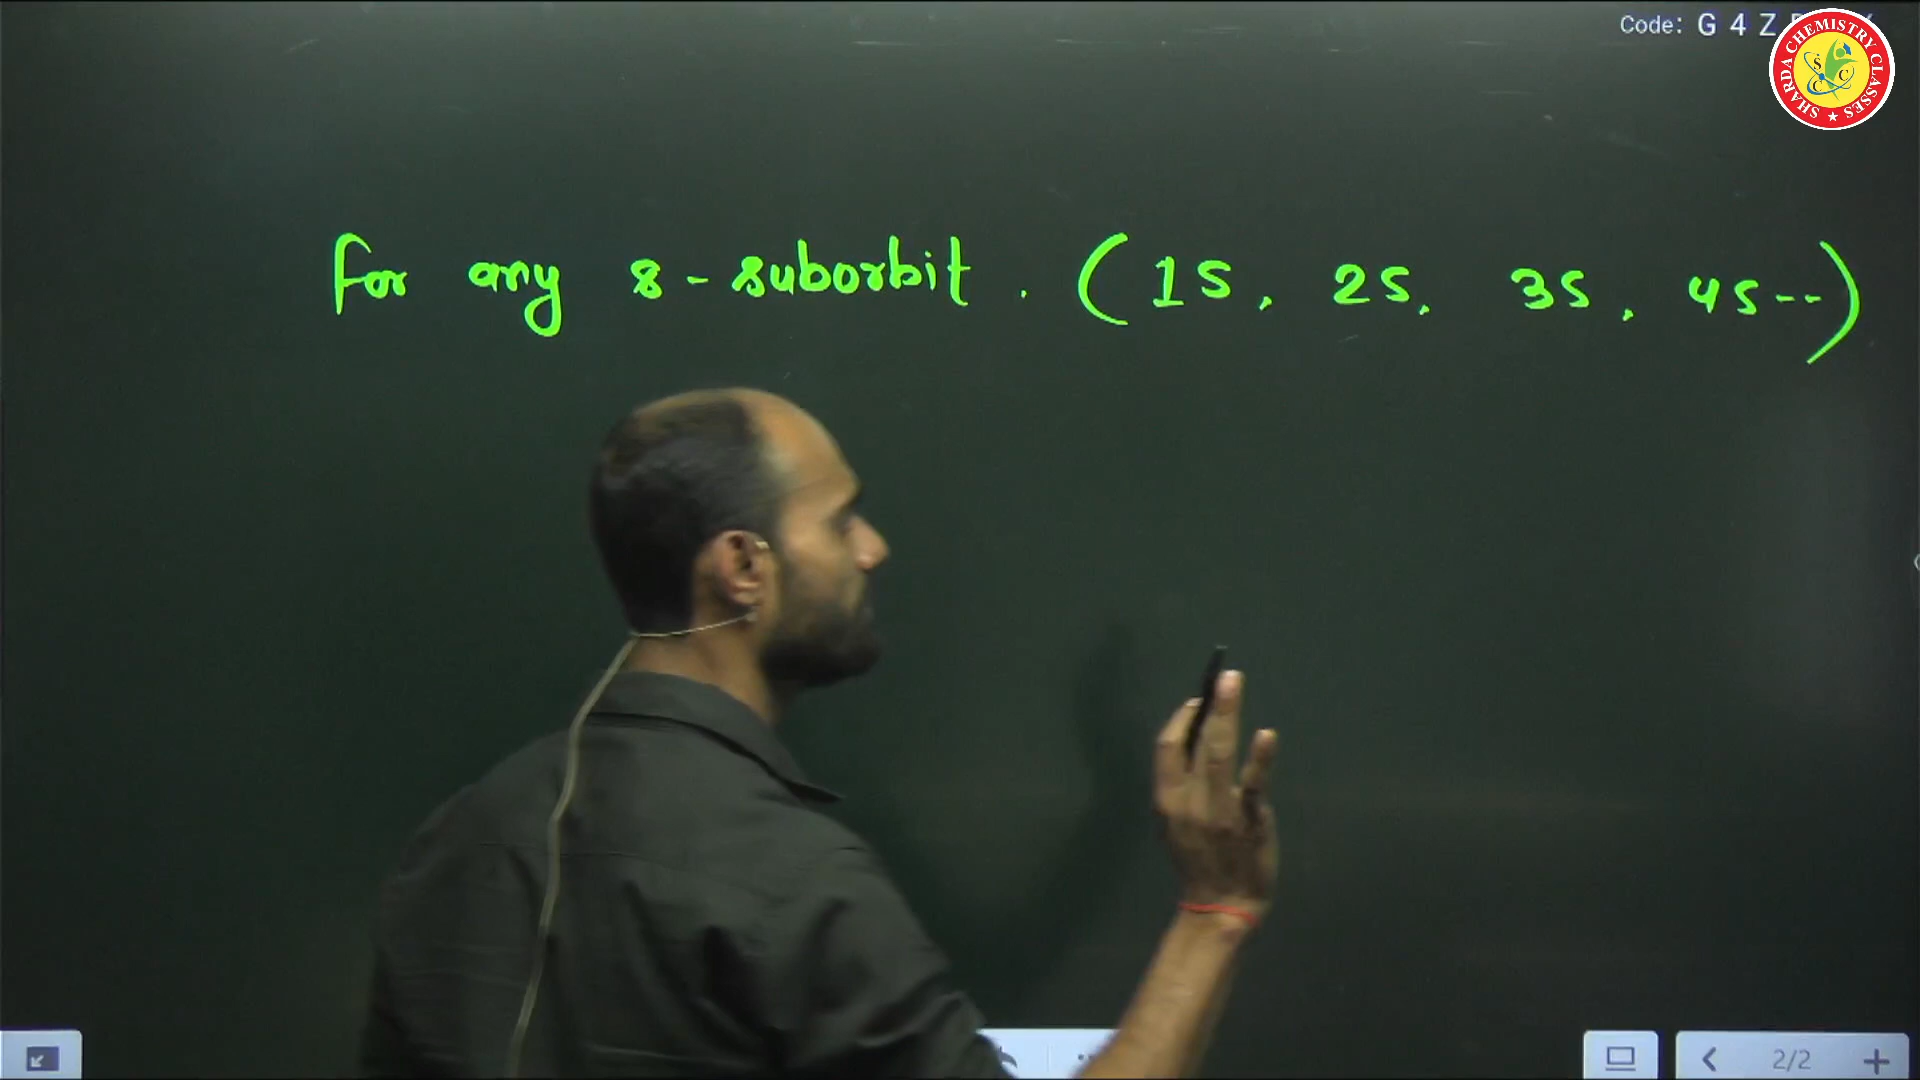 Code: G 4 Z
SHARDA CHEMISTRY CLASSES
S C C
For any s-suborbit. (1s, 2s, 3s, 4s--)
2/2